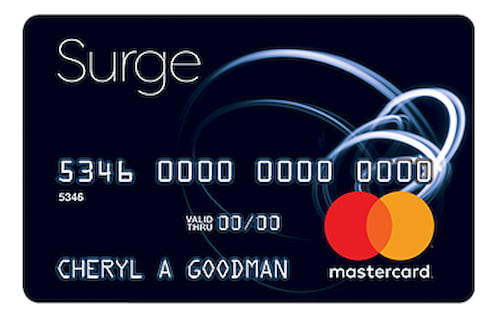 Surge
5346 0000 0000 0000
5346
VALID THRU 00/00
CHERYL A GOODMAN
mastercard